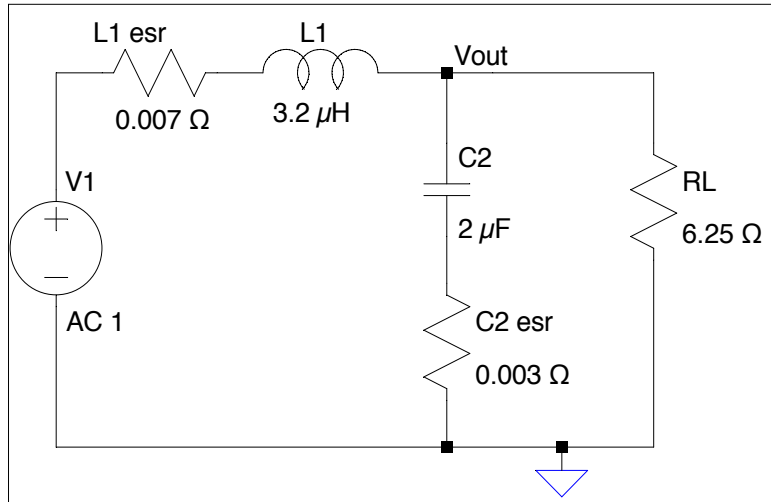 L1 esr
L1
Vout
0.007 Ω
3.2 µH
C2
V1
RL
2 µF
6.25 Ω
AC 1
C2 esr
0.003 Ω